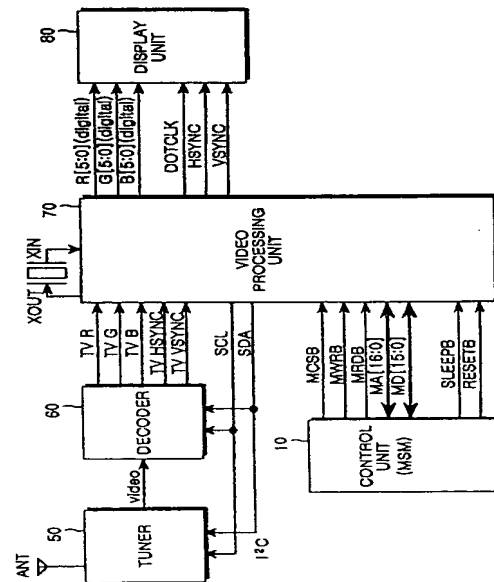 ANT
50
TUNER
video
60
DECODER
TV R
TV G
TV B
TV HSYNC
TV VSYNC
SCL
SDA
I²C
XOUT
XIN
70
VIDEO
PROCESSING
UNIT
10
CONTROL
UNIT
(MSM)
MCSB
MWRB
MRDB
MA[16:0]
MD[15:0]
SLEEPB
RESETB
R[5:0](digital)
G[5:0](digital)
B[5:0](digital)
DOTCLK
HSYNC
VSYNC
80
DISPLAY
UNIT